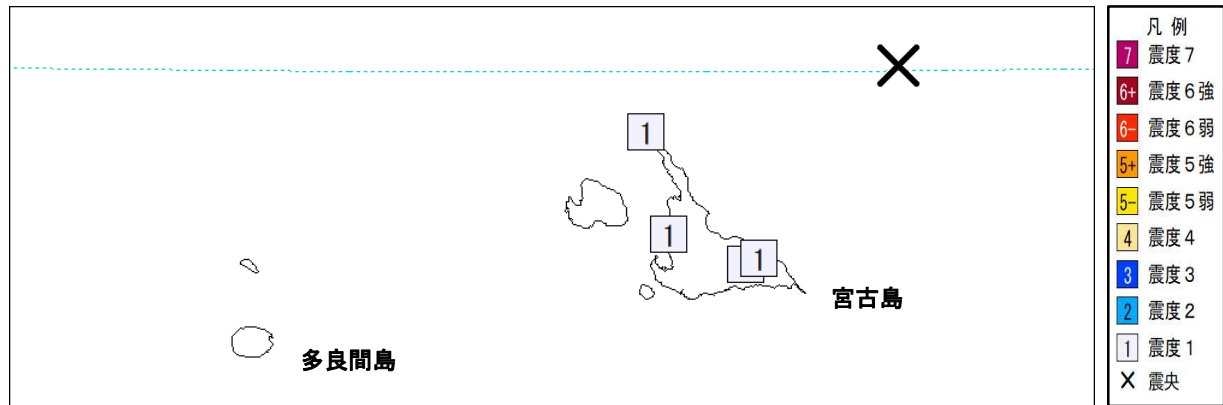 1
1
1
宮古島
多良間島
凡 例
7 震度７
6+ 震度６強
6- 震度６弱
5+ 震度５強
5- 震度５弱
4 震度４
3 震度３
2 震度２
1 震度１
× 震央